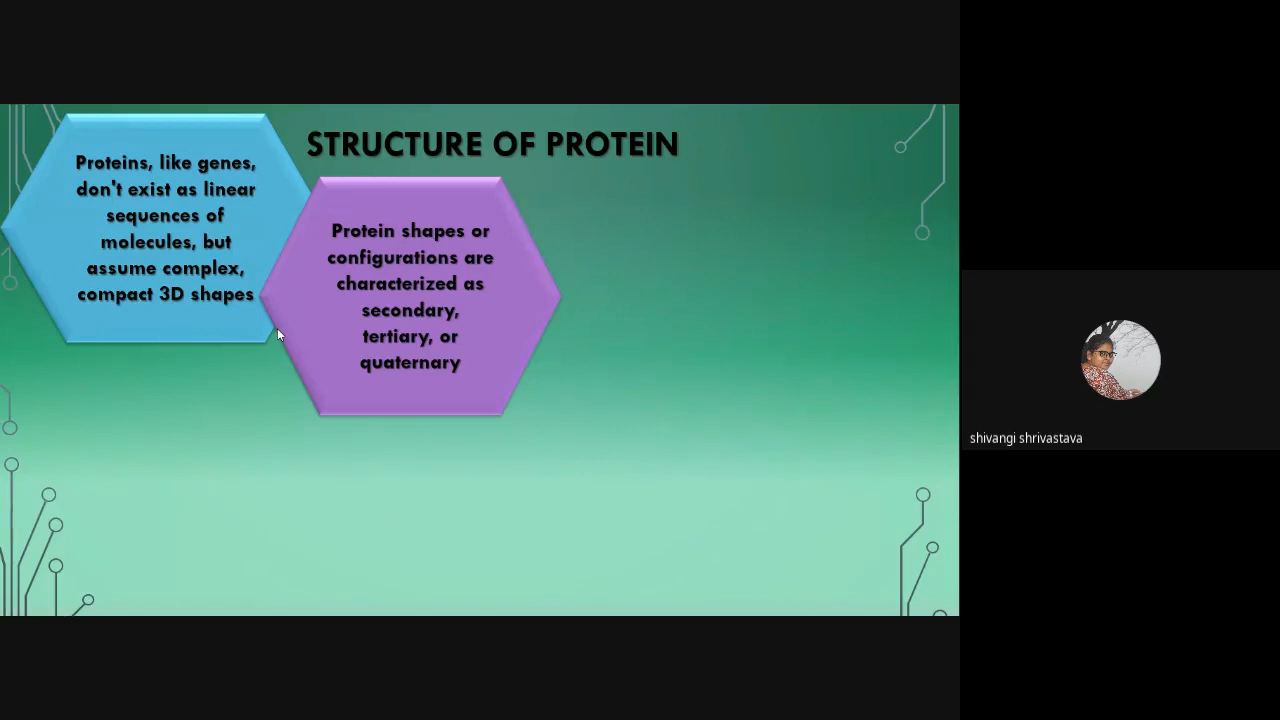 STRUCTURE OF PROTEIN
Proteins, like genes,
don't exist as linear
sequences of
molecules, but
assume complex,
compact 3D shapes
Protein shapes or
configurations are
characterized as
secondary,
tertiary, or
quaternary
shivangi shrivastava